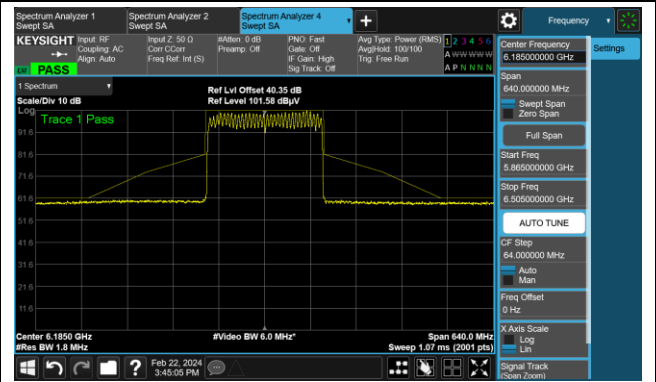 Spectrum Analyzer 1
Swept SA
Spectrum Analyzer 2
Swept SA
Spectrum Analyzer 4
Swept SA
Frequency
KEYSIGHT
Input: RF
Coupling: AC
Align: Auto
Input Z: 50 Ω
Corr CCorr
Freq Ref: Int (S)
#Atten: 0 dB
Preamp: Off
PNO: Fast
Gate: Off
IF Gain: High
Sig Track: Off
Avg Type: Power (RMS)
Avg|Hold: 100/100
Trig: Free Run
1 2 3 4 5 6
A W W W W W
A P N N N N
PASS
Center Frequency
6.185000000 GHz
Settings
Span
640.000000 MHz
Swept Span
Zero Span
Full Span
Start Freq
5.865000000 GHz
Stop Freq
6.505000000 GHz
AUTO TUNE
CF Step
64.000000 MHz
Auto
Man
Freq Offset
0 Hz
X Axis Scale
Log
Lin
Signal Track
(Span Zoom)
1 Spectrum
Scale/Div 10 dB
Ref Lvl Offset 40.35 dB
Ref Level 101.58 dBµV
Log
Trace 1 Pass
91.6
81.6
71.6
61.6
51.6
41.6
31.6
21.6
11.6
Center 6.1850 GHz
#Video BW 6.0 MHz*
Span 640.0 MHz
#Res BW 1.8 MHz
Sweep 1.07 ms (2001 pts)
Feb 22, 2024
3:45:05 PM